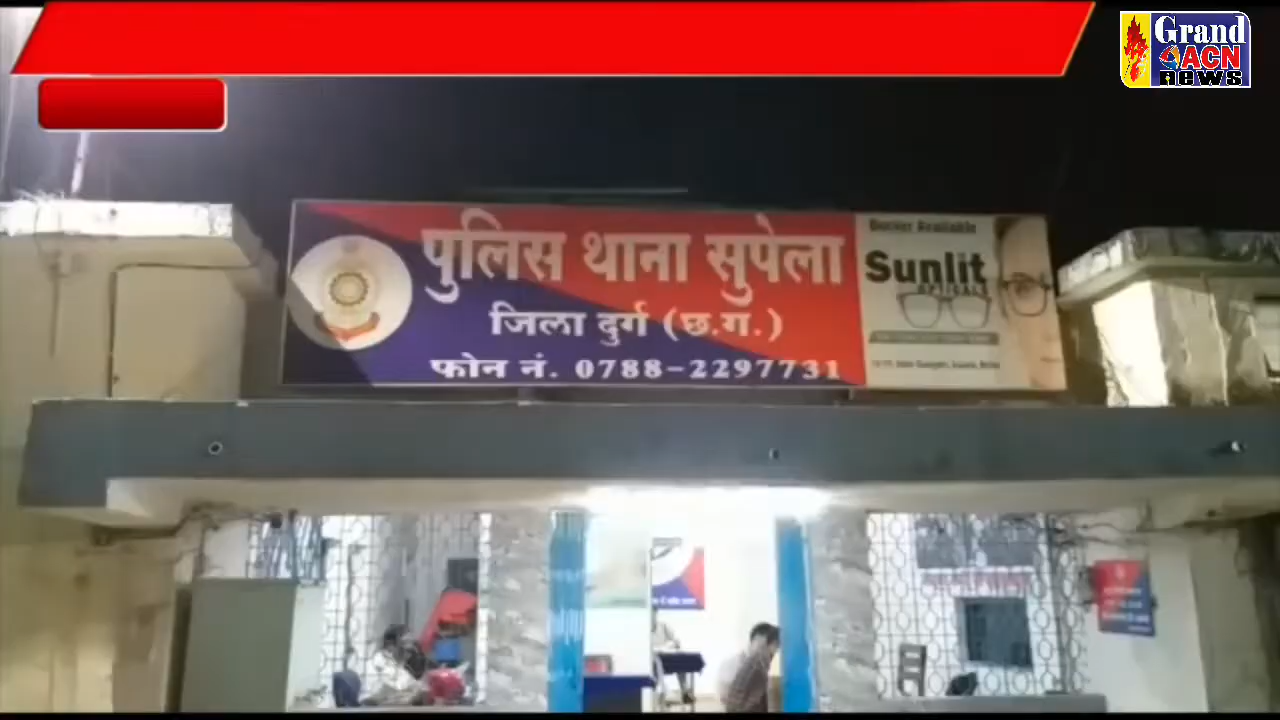 Grand
ACN
news
पुलिस थाना सुपेला
जिला दुर्ग (छ.ग.)
फोन नं. 0788-2297731
Doctor Available
Sunlit